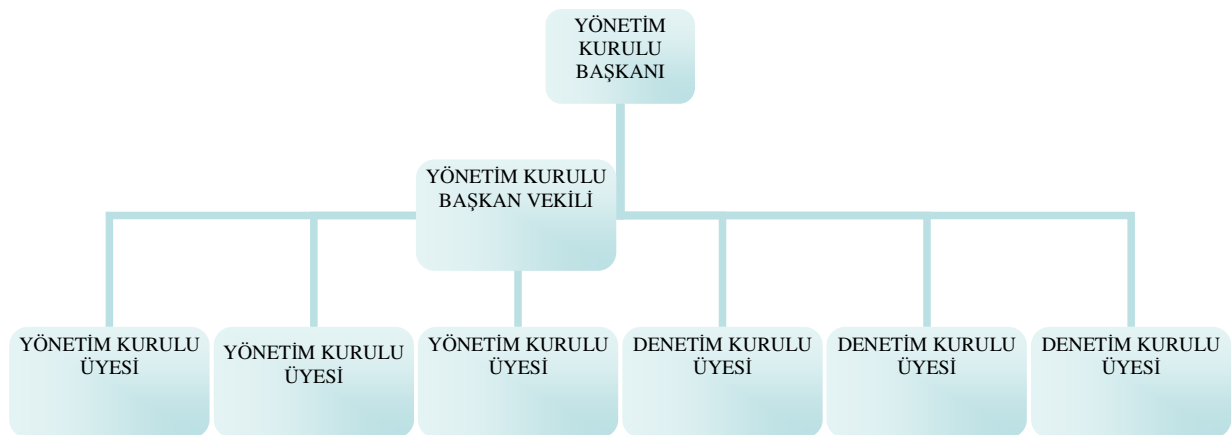 YÖNETİM
KURULU
BAŞKANI
YÖNETİM KURULU
BAŞKAN VEKİLİ
YÖNETİM KURULU
ÜYESİ
YÖNETİM KURULU
ÜYESİ
YÖNETİM KURULU
ÜYESİ
DENETİM KURULU
ÜYESİ
DENETİM KURULU
ÜYESİ
DENETİM KURULU
ÜYESİ